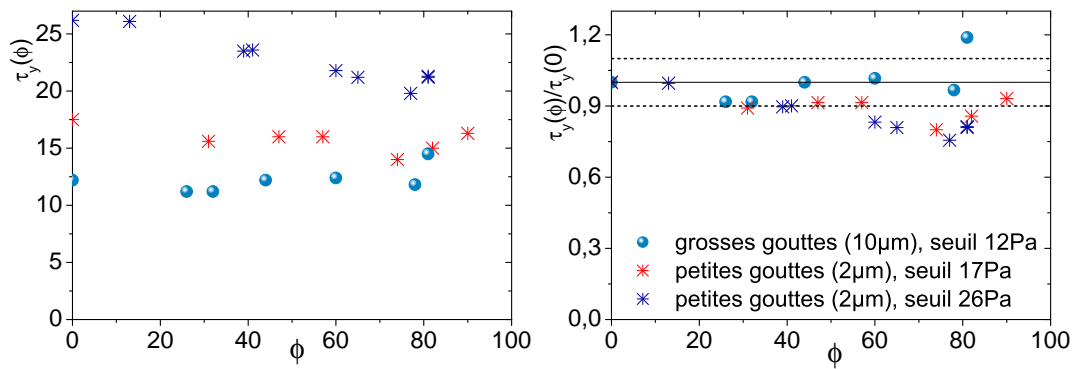 τy(ϕ)
25
20
15
10
5
0
0 20 40 60 80 100
ϕ
τy(ϕ)/τy(0)
1,2
0,9
0,6
0,3
0,0
grosses gouttes (10µm), seuil 12Pa
petites gouttes (2µm), seuil 17Pa
petites gouttes (2µm), seuil 26Pa
0 20 40 60 80 100
ϕ